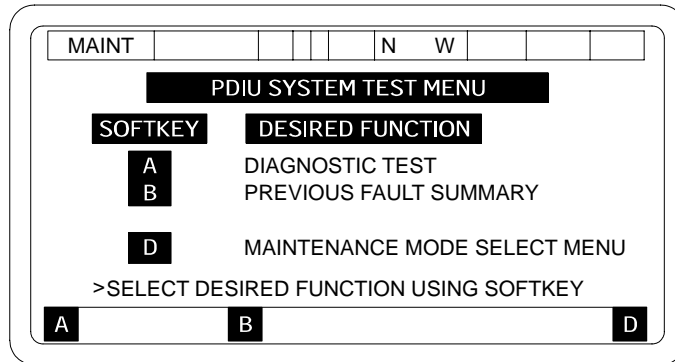 MAINT N W
PDIU SYSTEM TEST MENU
SOFTKEY DESIRED FUNCTION
A DIAGNOSTIC TEST
B PREVIOUS FAULT SUMMARY
D MAINTENANCE MODE SELECT MENU
>SELECT DESIRED FUNCTION USING SOFTKEY
A B D